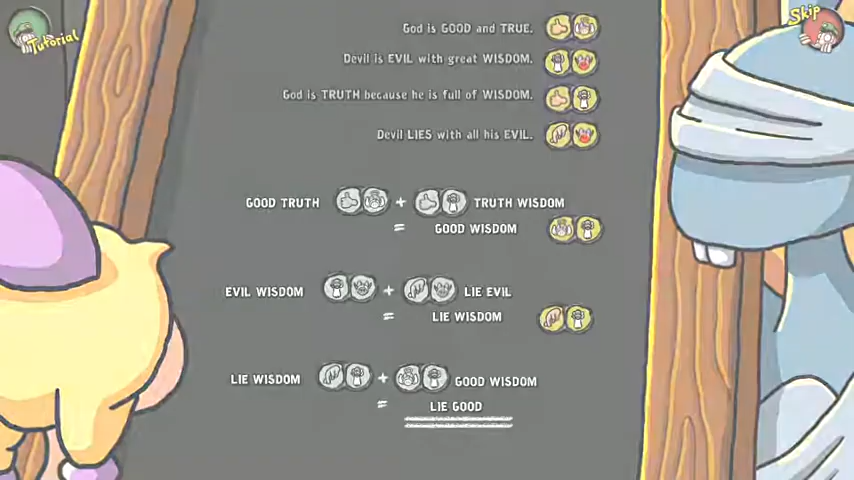 Tutorial
Skip
God is GOOD and TRUE.
Devil is EVIL with great WISDOM.
God is TRUTH because he is full of WISDOM.
Devil LIES with all his EVIL.
GOOD TRUTH + TRUTH WISDOM
= GOOD WISDOM
EVIL WISDOM + LIE EVIL
= LIE WISDOM
LIE WISDOM + GOOD WISDOM
= LIE GOOD